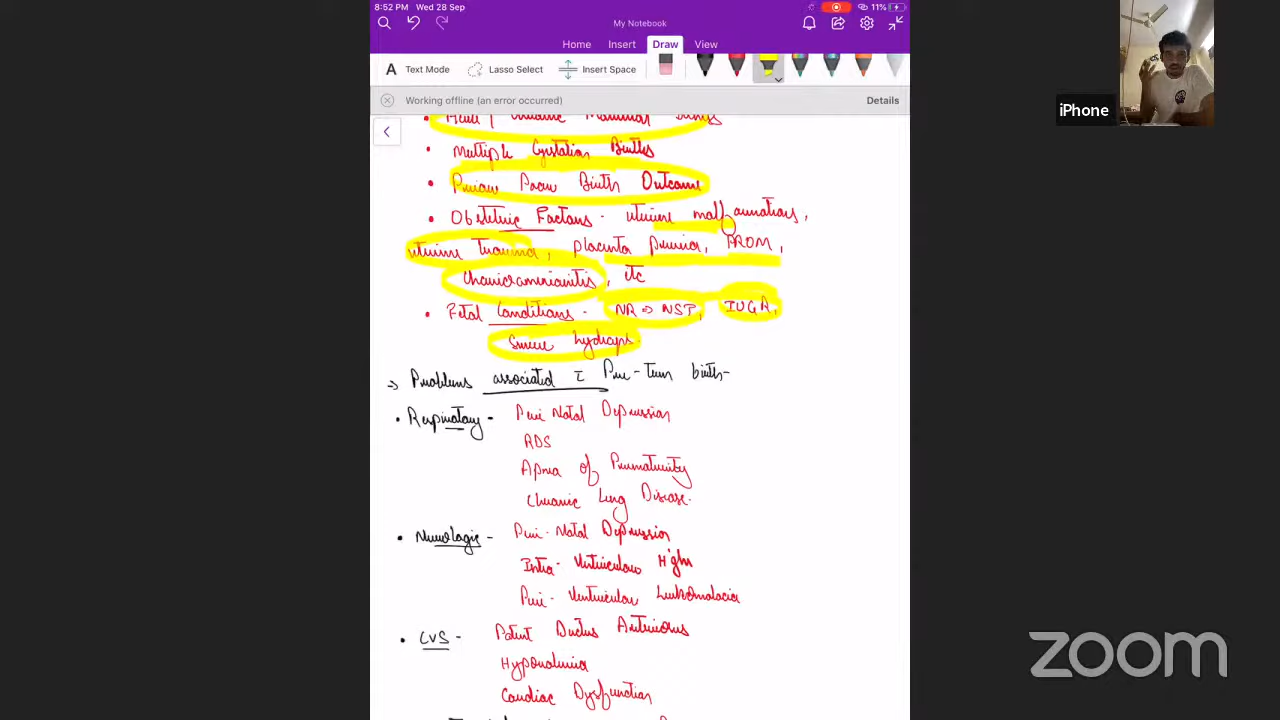 8:52 PM Wed 28 Sep
11%
My Notebook
Home Insert Draw View
Text Mode Lasso Select Insert Space
Working offline (an error occurred) Details
iPhone
• Multiple Gestation Births
• Previous Poor Birth Outcome
• Obstetric Factors - uterine malformations,
uterine trauma, placenta previa, PROM,
Chorioamnionitis, etc
• Fetal Conditions - NR ⇒ NST, IUGR,
Severe hydrops.
⇒ Problems associated c Pre-Term birth-
• Respiratory - Peri Natal Depression
RDS
Apnea of Prematurity
Chronic Lung Disease.
• Neurologic - Peri-Natal Depression
Intra-Ventricular
Peri-Ventricular Leukomalacia
• CVS - Patent Ductus Arteriosus
Cardiac Dysfunction
zoom